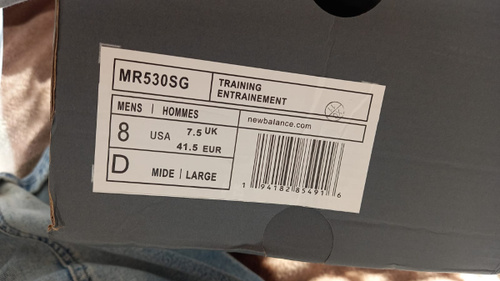 MR530SG
TRAINING
ENTRAINEMENT
MENS | HOMMES
newbalance.com
8 USA 7.5 UK
41.5 EUR
D MIDE | LARGE
1 94182 85491 6